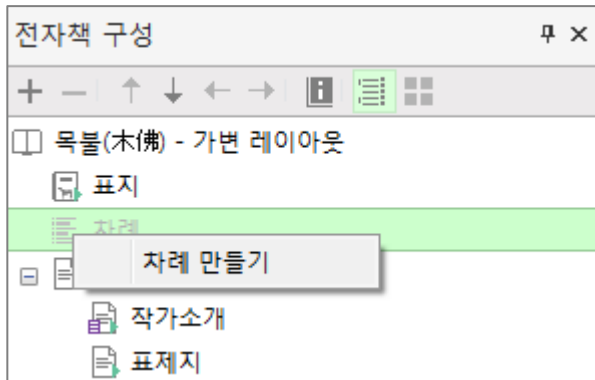 전자책 구성
목불(木佛) - 가변 레이아웃
표지
차례
차례 만들기
작가소개
표제지